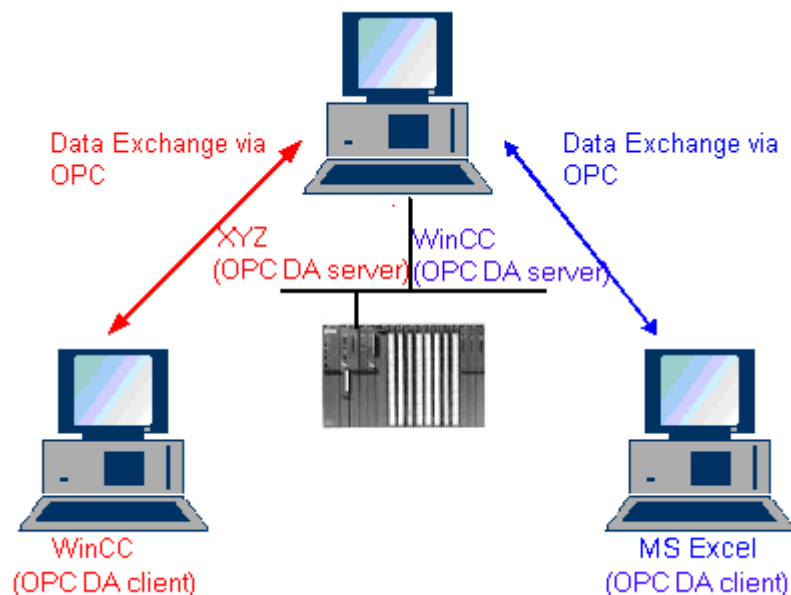 Data Exchange via
OPC
Data Exchange via
OPC
XYZ
(OPC DA server)
WinCC
(OPC DA server)
WinCC
(OPC DA client)
MS Excel
(OPC DA client)